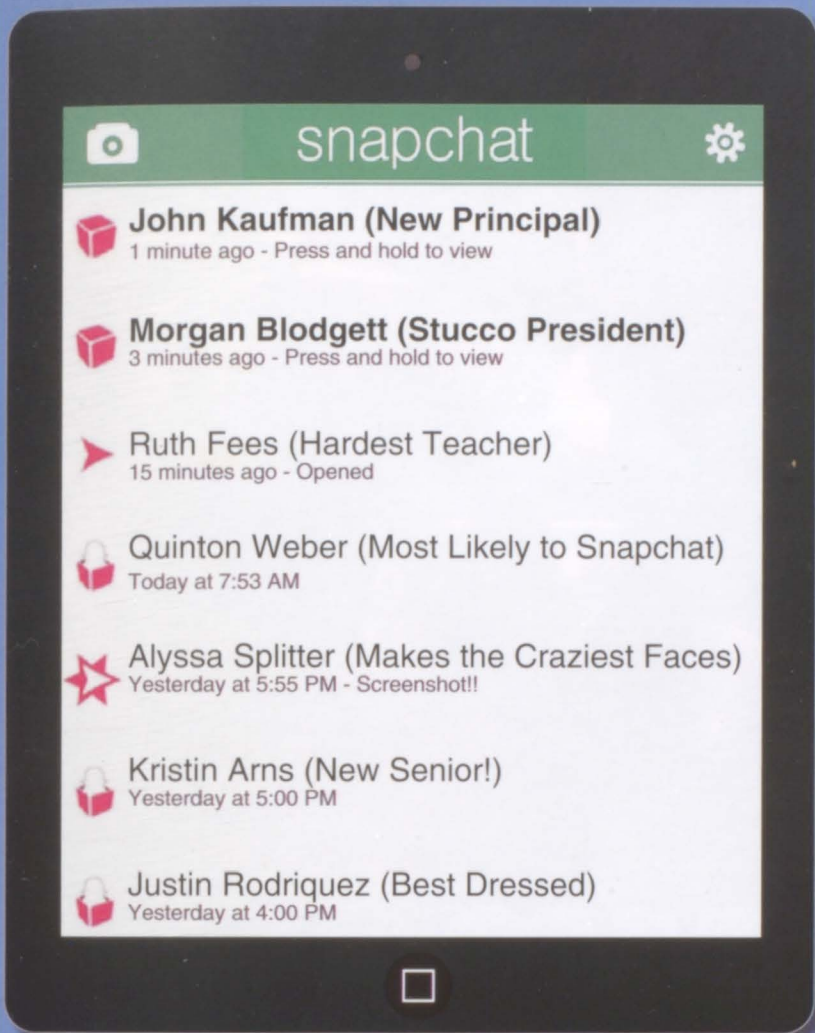 snapchat
John Kaufman (New Principal)
1 minute ago - Press and hold to view
Morgan Blodgett (Stucco President)
3 minutes ago - Press and hold to view
Ruth Fees (Hardest Teacher)
15 minutes ago - Opened
Quinton Weber (Most Likely to Snapchat)
Today at 7:53 AM
Alyssa Splitter (Makes the Craziest Faces)
Yesterday at 5:55 PM - Screenshot!!
Kristin Arns (New Senior!)
Yesterday at 5:00 PM
Justin Rodriquez (Best Dressed)
Yesterday at 4:00 PM